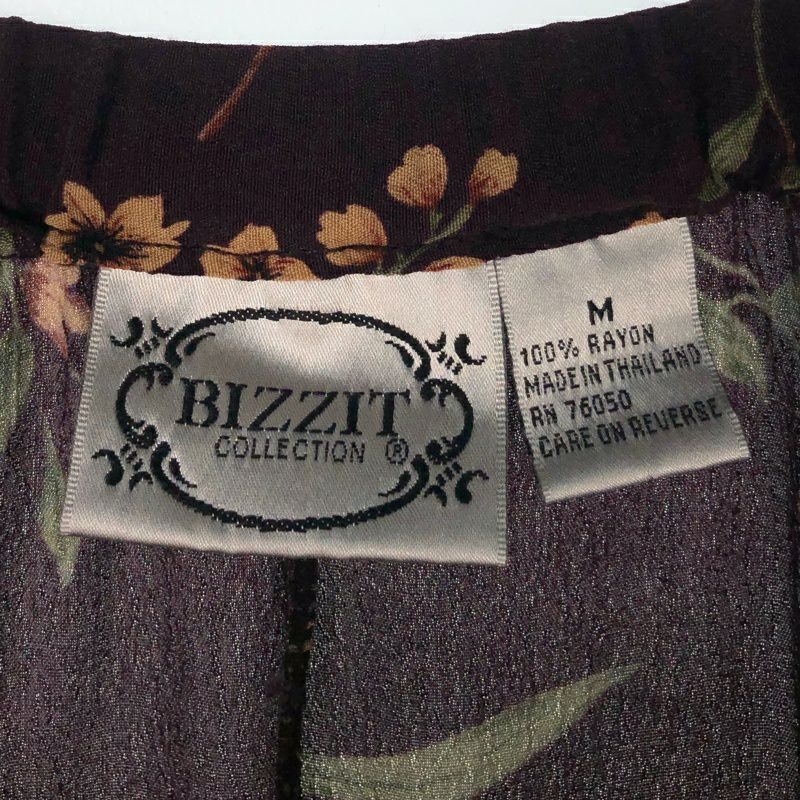 BIZZIT
COLLECTION ®
M
100% RAYON
MADE IN THAILAND
RN 76050
CARE ON REVERSE